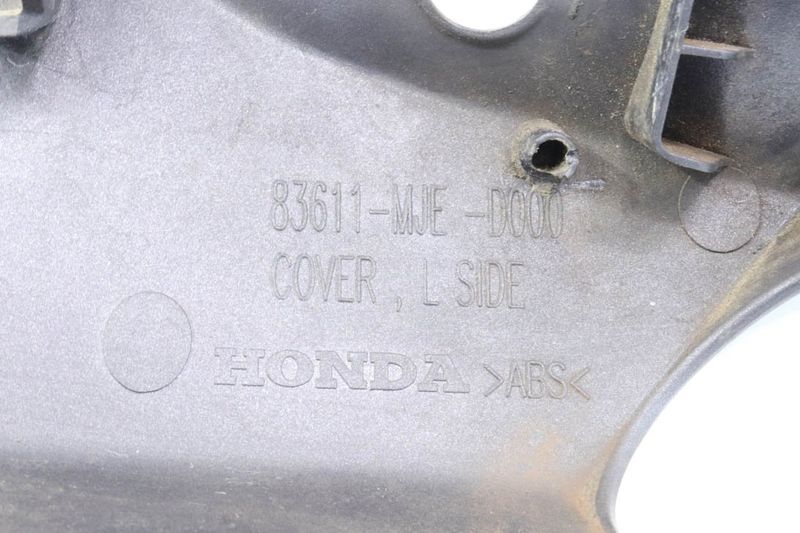 83611-MJE-D000
COVER, L SIDE
HONDA >ABS<